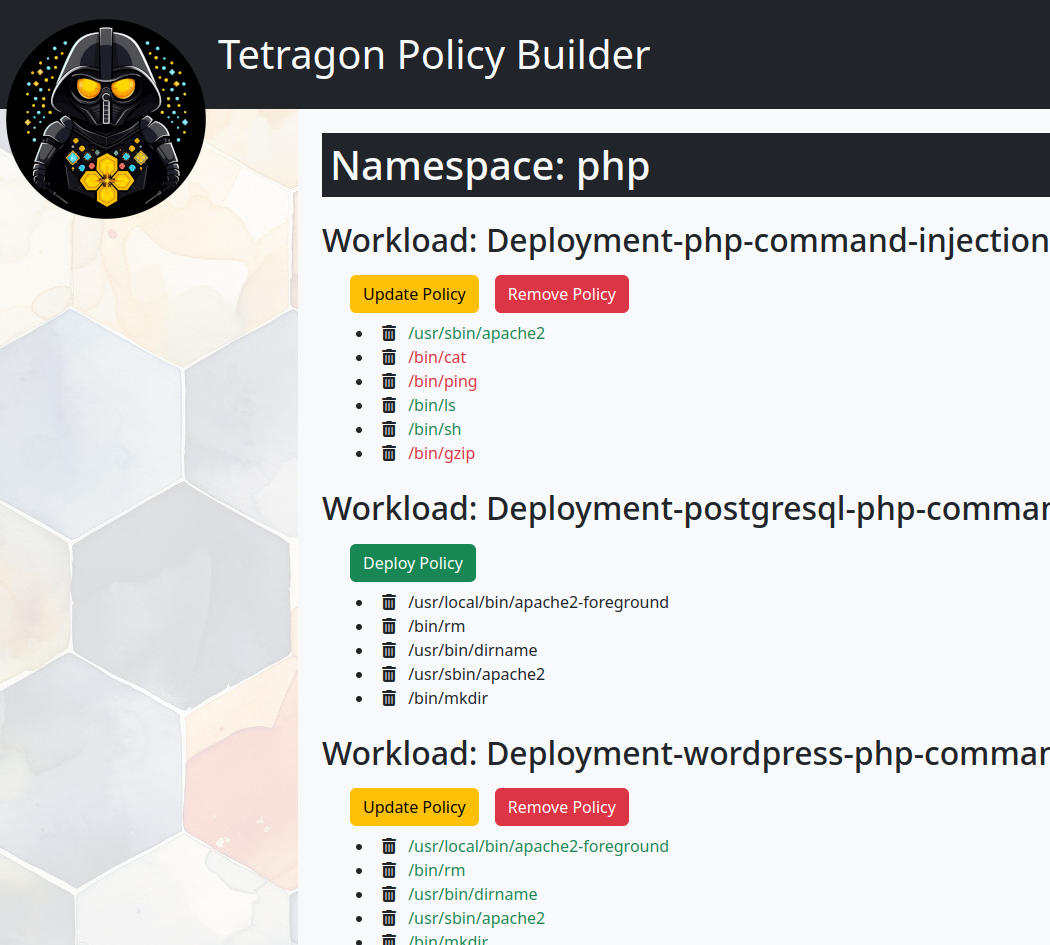 Tetragon Policy Builder
Namespace: php
Workload: Deployment-php-command-injection
Update Policy Remove Policy
/usr/sbin/apache2
/bin/cat
/bin/ping
/bin/ls
/bin/sh
/bin/gzip
Workload: Deployment-postgresql-php-comman
Deploy Policy
/usr/local/bin/apache2-foreground
/bin/rm
/usr/bin/dirname
/usr/sbin/apache2
/bin/mkdir
Workload: Deployment-wordpress-php-comman
Update Policy Remove Policy
/usr/local/bin/apache2-foreground
/bin/rm
/usr/bin/dirname
/usr/sbin/apache2
/bin/mkdir